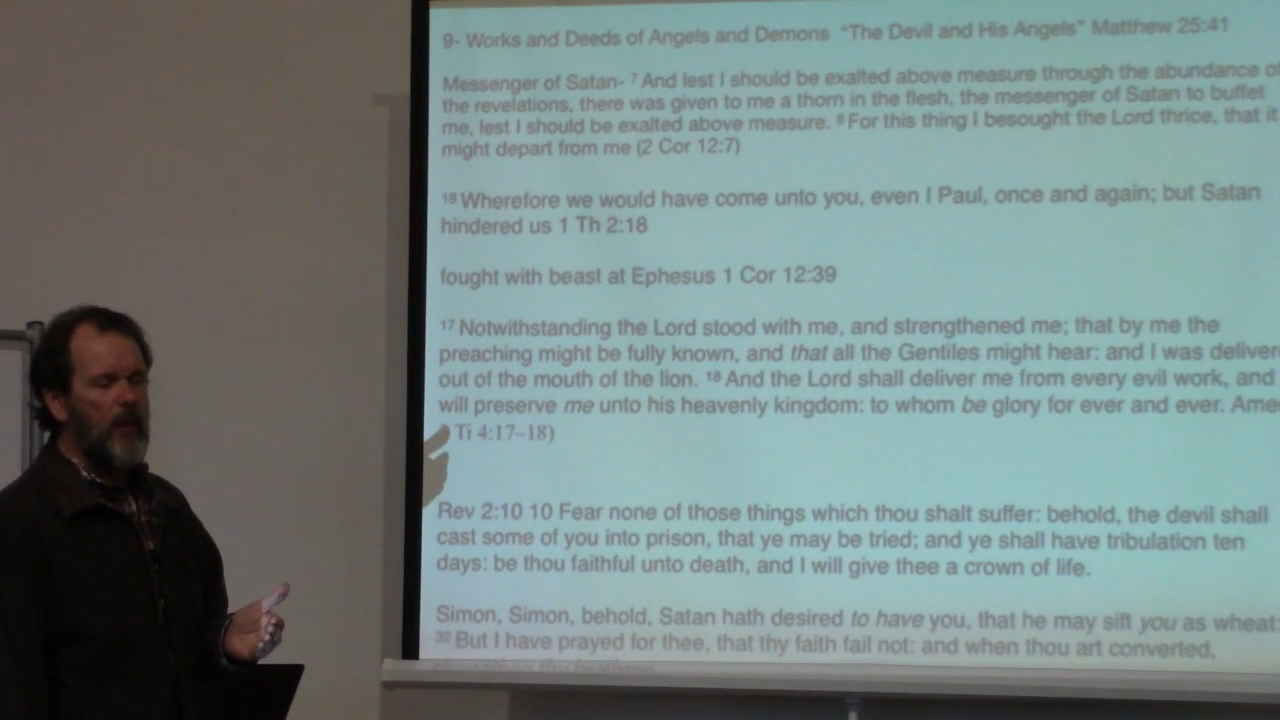 9- Works and Deeds of Angels and Demons "The Devil and His Angels" Matthew 25:41
Messenger of Satan- ⁷ And lest I should be exalted above measure through the abundance of
the revelations, there was given to me a thorn in the flesh, the messenger of Satan to buffet
me, lest I should be exalted above measure. ⁸ For this thing I besought the Lord thrice, that it
might depart from me (2 Cor 12:7)
¹⁸ Wherefore we would have come unto you, even I Paul, once and again; but Satan
hindered us 1 Th 2:18
fought with beast at Ephesus 1 Cor 12:39
¹⁷ Notwithstanding the Lord stood with me, and strengthened me; that by me the
preaching might be fully known, and that all the Gentiles might hear: and I was deliver
out of the mouth of the lion. ¹⁸ And the Lord shall deliver me from every evil work, and
will preserve me unto his heavenly kingdom: to whom be glory for ever and ever. Ame
Ti 4:17–18)
Rev 2:10 10 Fear none of those things which thou shalt suffer: behold, the devil shall
cast some of you into prison, that ye may be tried; and ye shall have tribulation ten
days: be thou faithful unto death, and I will give thee a crown of life.
Simon, Simon, behold, Satan hath desired to have you, that he may sift you as wheat:
³² But I have prayed for thee, that thy faith fail not: and when thou art converted,